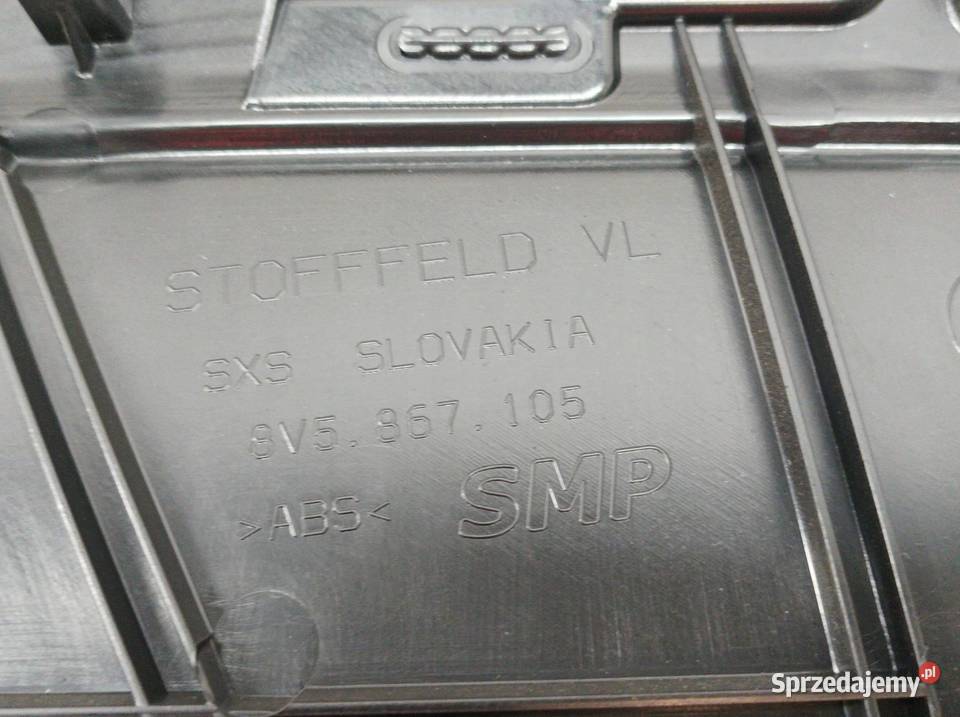 STOFFFELD VL
SXS SLOVAKIA
8V5.867.105
>ABS< SMP
Sprzedajemy.pl